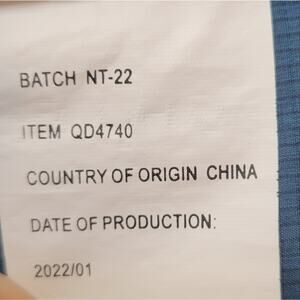 BATCH NT-22
ITEM QD4740
COUNTRY OF ORIGIN CHINA
DATE OF PRODUCTION:
2022/01